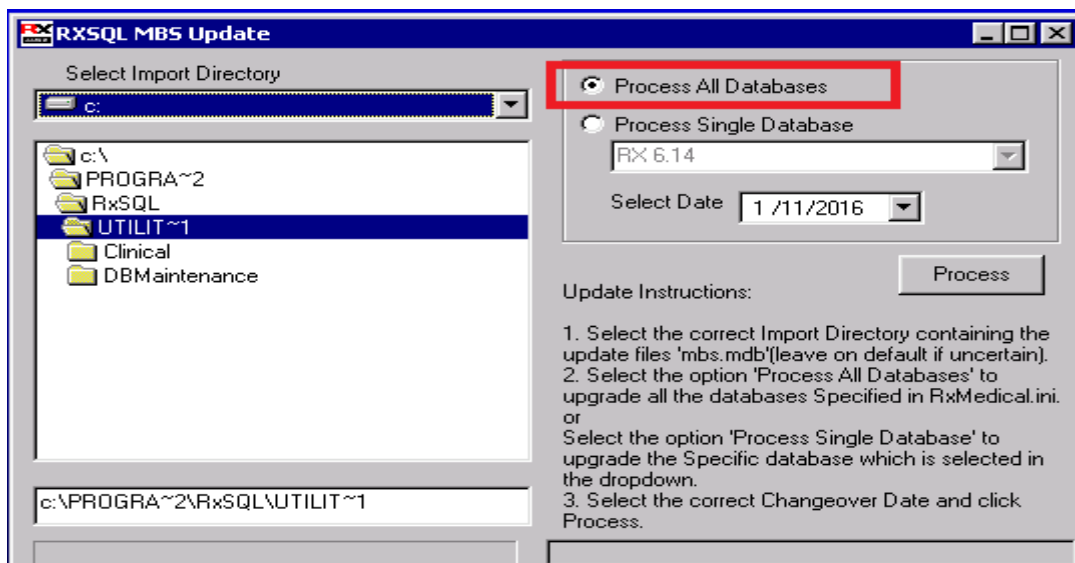 RXSQL MBS Update
Select Import Directory
c:
c:\
PROGRA~2
RxSQL
UTILIT~1
Clinical
DBMaintenance
c:\PROGRA~2\RxSQL\UTILIT~1
Process All Databases
Process Single Database
RX 6.14
Select Date 1 /11/2016
Process
Update Instructions:
1. Select the correct Import Directory containing the
update files 'mbs.mdb'(leave on default if uncertain).
2. Select the option 'Process All Databases' to
upgrade all the databases Specified in RxMedical.ini.
or
Select the option 'Process Single Database' to
upgrade the Specific database which is selected in
the dropdown.
3. Select the correct Changeover Date and click
Process.